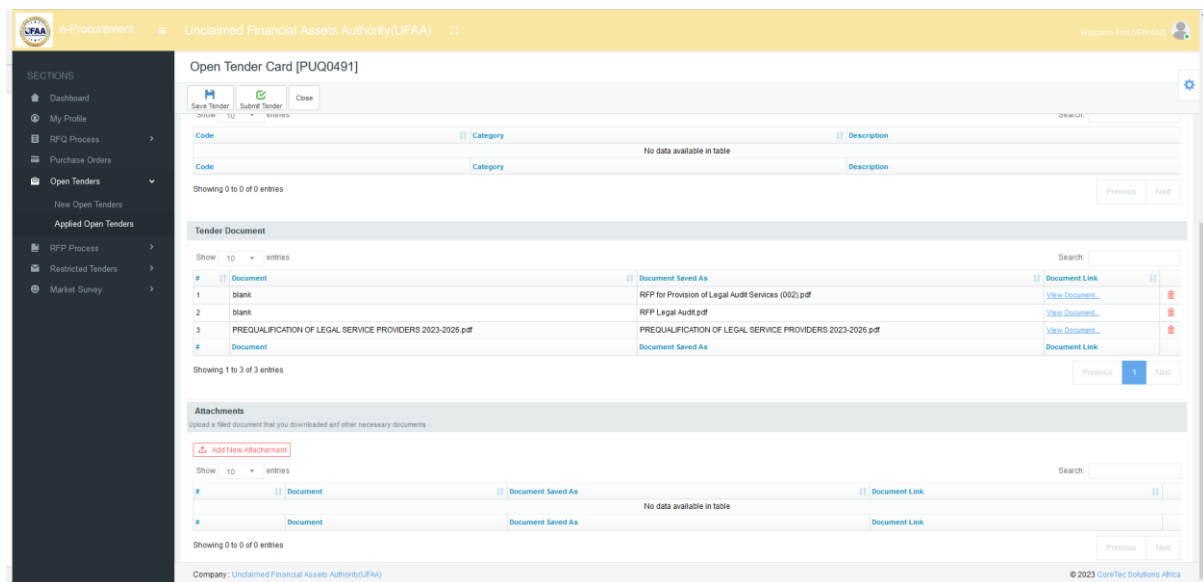 UFAA
e-Procurement
Unclaimed Financial Assets Authority(UFAA)
Welcome Test [VEN-002]
SECTIONS
Dashboard
My Profile
RFQ Process
Purchase Orders
Open Tenders
New Open Tenders
Applied Open Tenders
RFP Process
Restricted Tenders
Market Survey
Open Tender Card [PUQ0491]
Save Tender Submit Tender Close
Show 10 entries Search:
Code Category Description
No data available in table
Code Category Description
Showing 0 to 0 of 0 entries
Previous Next
Tender Document
Show 10 entries Search:
# Document Document Saved As Document Link
1 blank RFP for Provision of Legal Audit Services (002).pdf View Document...
2 blank RFP Legal Audit.pdf View Document...
3 PREQUALIFICATION OF LEGAL SERVICE PROVIDERS 2023-2026.pdf PREQUALIFICATION OF LEGAL SERVICE PROVIDERS 2023-2026.pdf View Document...
# Document Document Saved As Document Link
Showing 1 to 3 of 3 entries
Previous 1 Next
Attachments
Upload a filled document that you downloaded anf other necessary documents
Add New Attachement
Show 10 entries Search:
# Document Document Saved As Document Link
No data available in table
# Document Document Saved As Document Link
Showing 0 to 0 of 0 entries
Previous Next
Company : Unclaimed Financial Assets Authority(UFAA) © 2023 CoreTec Solutions Africa